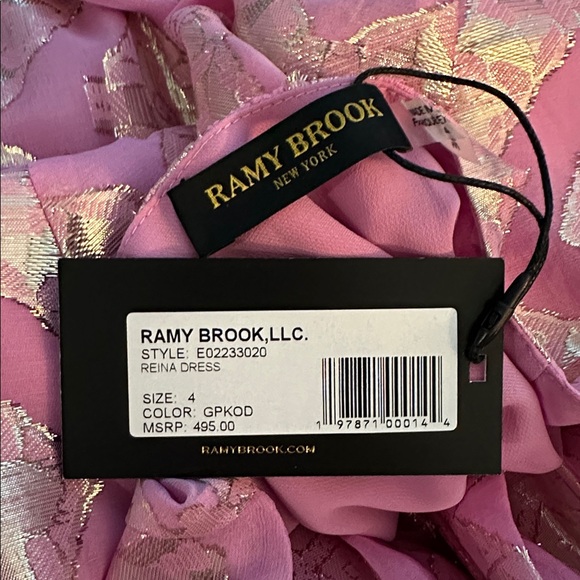 RAMY BROOK
NEW YORK
RAMY BROOK,LLC.
STYLE: E02233020
REINA DRESS
SIZE: 4
COLOR: GPKOD
MSRP: 495.00
1 97871 00014 4
RAMYBROOK.COM